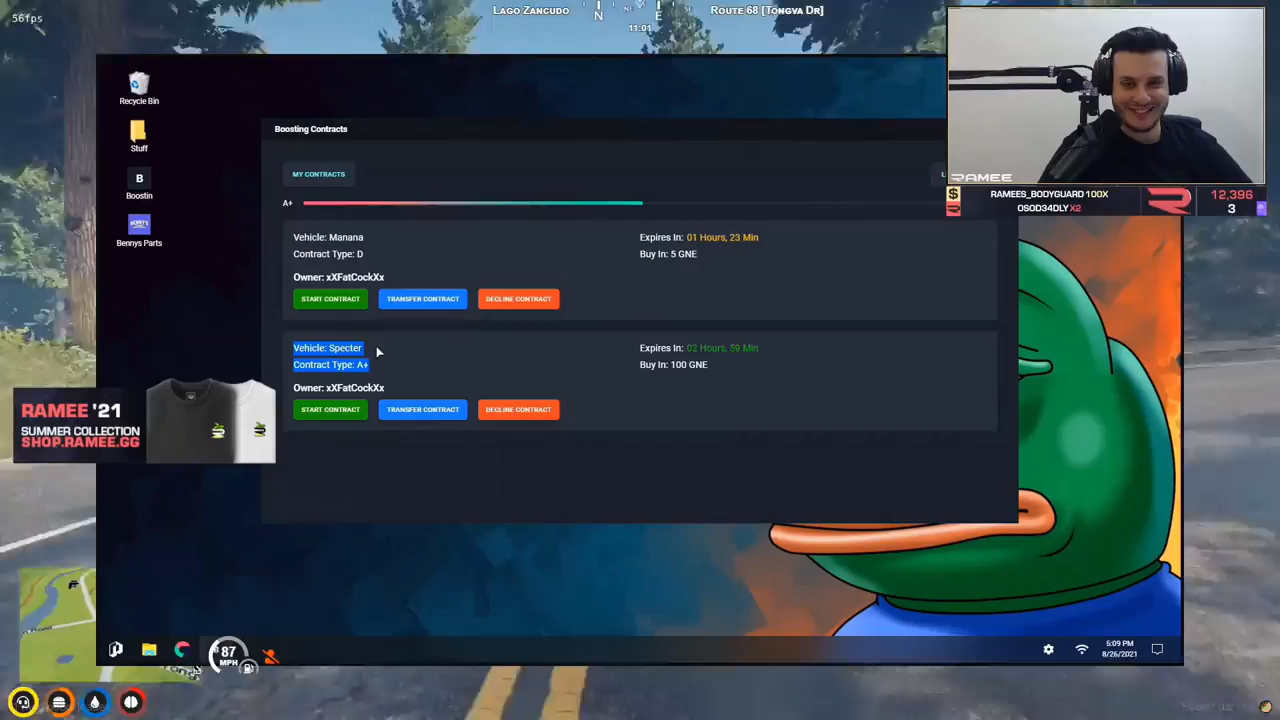 56fps
LAGO ZANCUDO
N
NE
E
ROUTE 68 [TONGVA DR]
11:01
Recycle Bin
Stuff
B
Boostin
Bennys Parts
Boosting Contracts
MY CONTRACTS
A+
Vehicle: Manana
Expires In: 01 Hours, 23 Min
Contract Type: D
Buy In: 5 GNE
Owner: xXFatCockXx
START CONTRACT
TRANSFER CONTRACT
DECLINE CONTRACT
Vehicle: Specter
Expires In: 02 Hours, 59 Min
Contract Type: A+
Buy In: 100 GNE
Owner: xXFatCockXx
START CONTRACT
TRANSFER CONTRACT
DECLINE CONTRACT
RAMEE
$ RAMEES_BODYGUARD 100X
OSOD34DLY X2
12,396
3
RAMEE '21
SUMMER COLLECTION
SHOP.RAMEE.GG
87
MPH
5:09 PM
8/26/2021